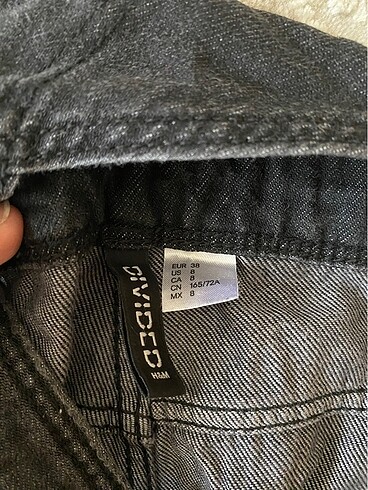 EUR 38
US 8
CA 8
CN 165/72A
MX 8
DIVIDED
H&M